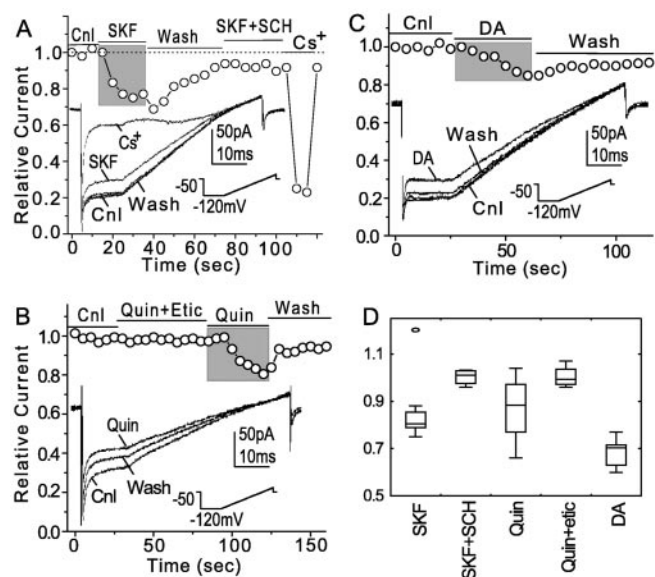 A
Cnl SKF Wash SKF+SCH Cs+
Relative Current
1.0
0.8
0.6
0.4
0.2
0.0
Cs+
SKF
Cnl
Wash
50pA
10ms
-50
-120mV
0 20 40 60 80 100 120
Time (sec)
C
Cnl DA Wash
Relative Current
1.0
0.8
0.6
0.4
0.2
0.0
DA
Wash
Cnl
50pA
10ms
-50
-120mV
0 50 100
Time (sec)
B
Cnl Quin+Etic Quin Wash
Relative Current
1.0
0.8
0.6
0.4
0.2
0.0
Quin
Wash
Cnl
50pA
10ms
-50
-120mV
0 50 100 150
Time (sec)
D
1.1
0.9
0.7
0.5
SKF
SKF+SCH
Quin
Quin+etic
DA